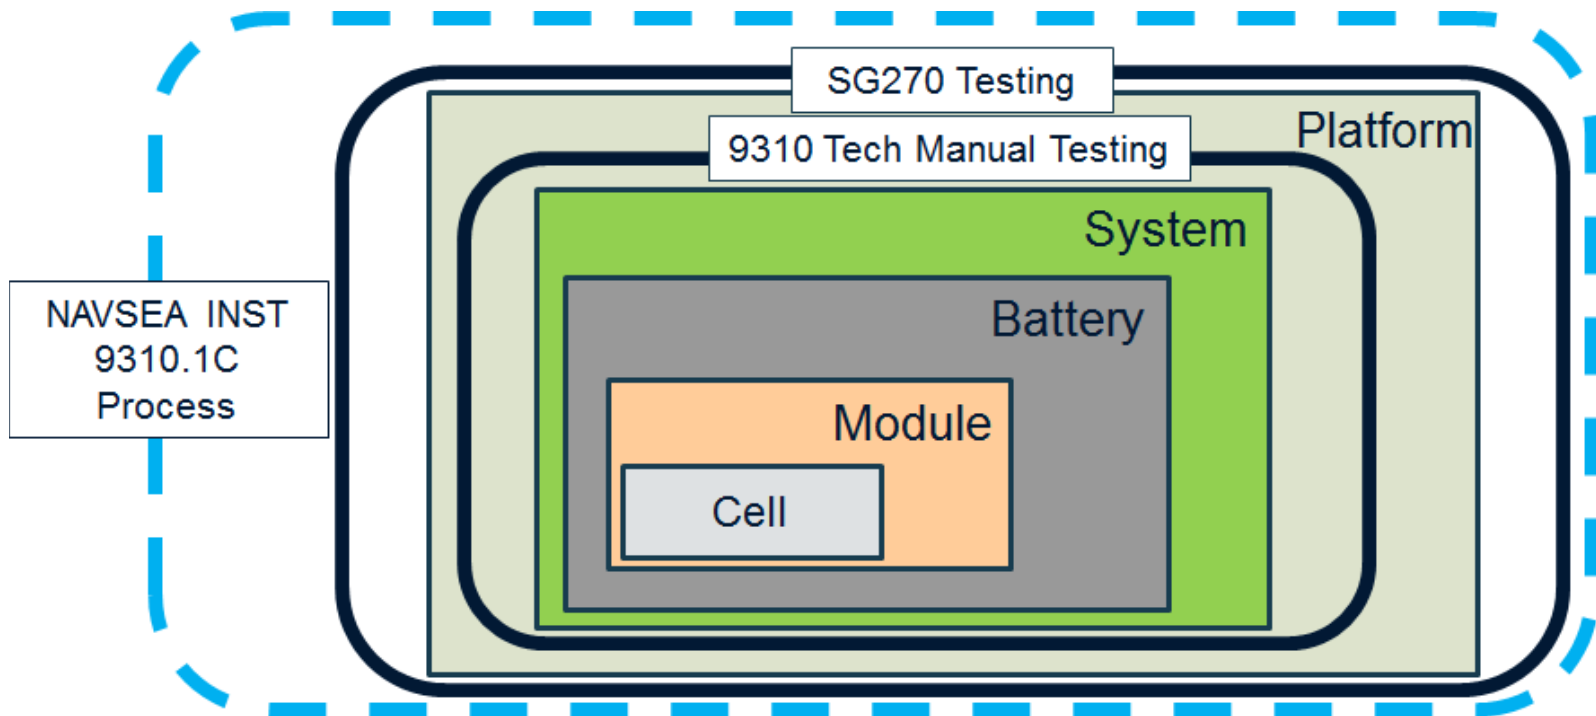 SG270 Testing
Platform
9310 Tech Manual Testing
System
NAVSEA INST
9310.1C
Process
Battery
Module
Cell